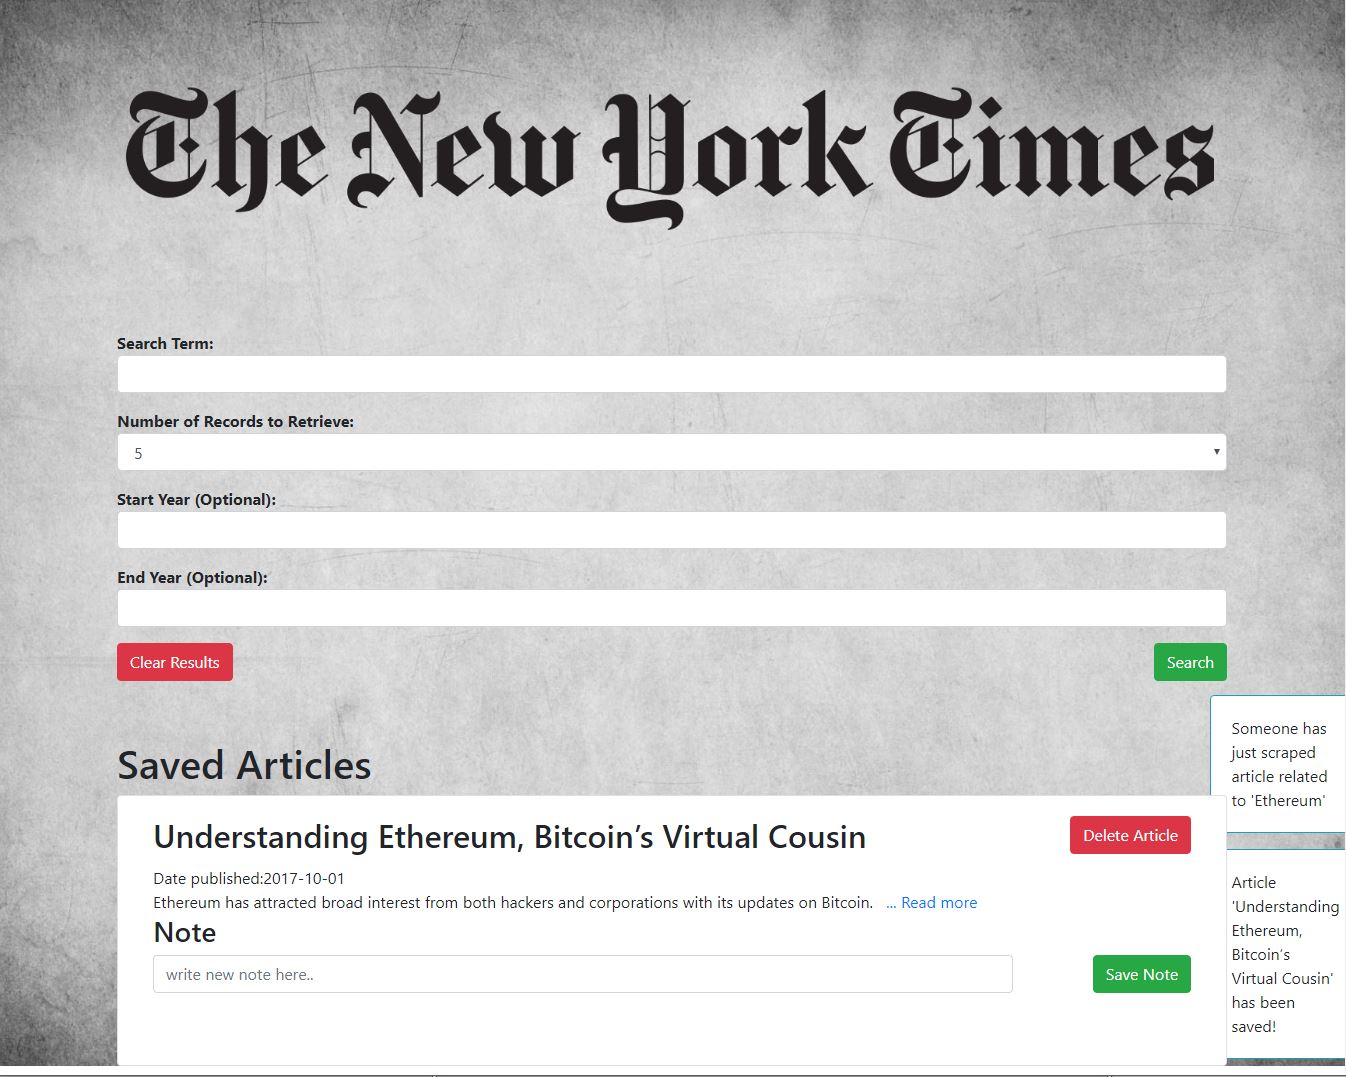 The New York Times
Search Term:
Number of Records to Retrieve:
5
Start Year (Optional):
End Year (Optional):
Clear Results
Search
Saved Articles
Understanding Ethereum, Bitcoin’s Virtual Cousin
Delete Article
Date published:2017-10-01
Ethereum has attracted broad interest from both hackers and corporations with its updates on Bitcoin. ... Read more
Note
write new note here..
Save Note
Someone has
just scraped
article related
to 'Ethereum'
Article
'Understanding
Ethereum,
Bitcoin’s
Virtual Cousin'
has been
saved!